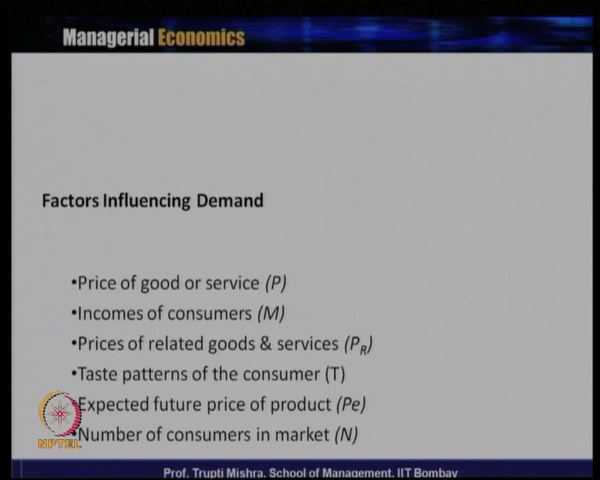 Managerial Economics
Factors Influencing Demand
•Price of good or service (P)
•Incomes of consumers (M)
•Prices of related goods & services (PR)
•Taste patterns of the consumer (T)
•Expected future price of product (Pe)
•Number of consumers in market (N)
NPTEL
Prof. Trupti Mishra, School of Management, IIT Bombay